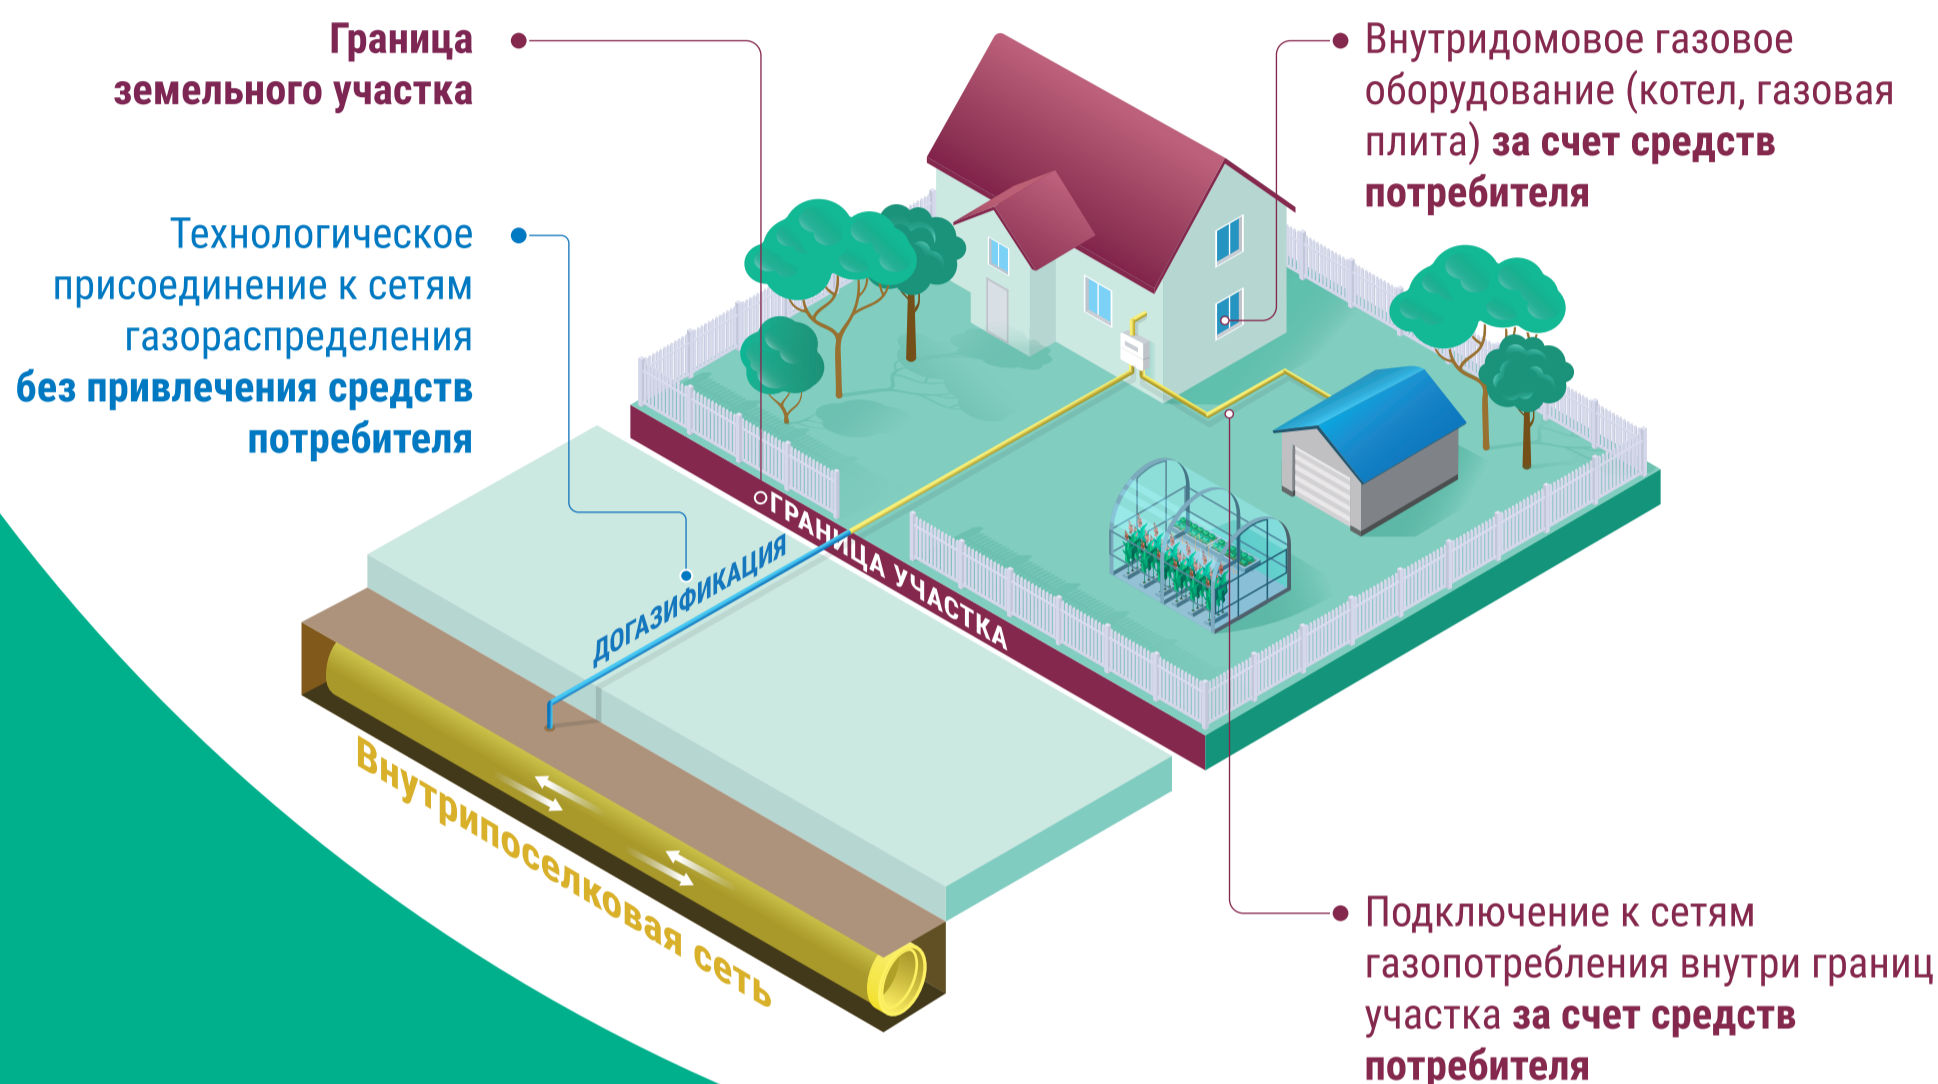 Граница
земельного участка
Технологическое
присоединение к сетям
газораспределения
без привлечения средств
потребителя
Внутридомовое газовое
оборудование (котел, газовая
плита) за счет средств
потребителя
ГРАНИЦА УЧАСТКА
ДОГАЗИФИКАЦИЯ
Внутрипоселковая сеть
Подключение к сетям
газопотребления внутри границ
участка за счет средств
потребителя